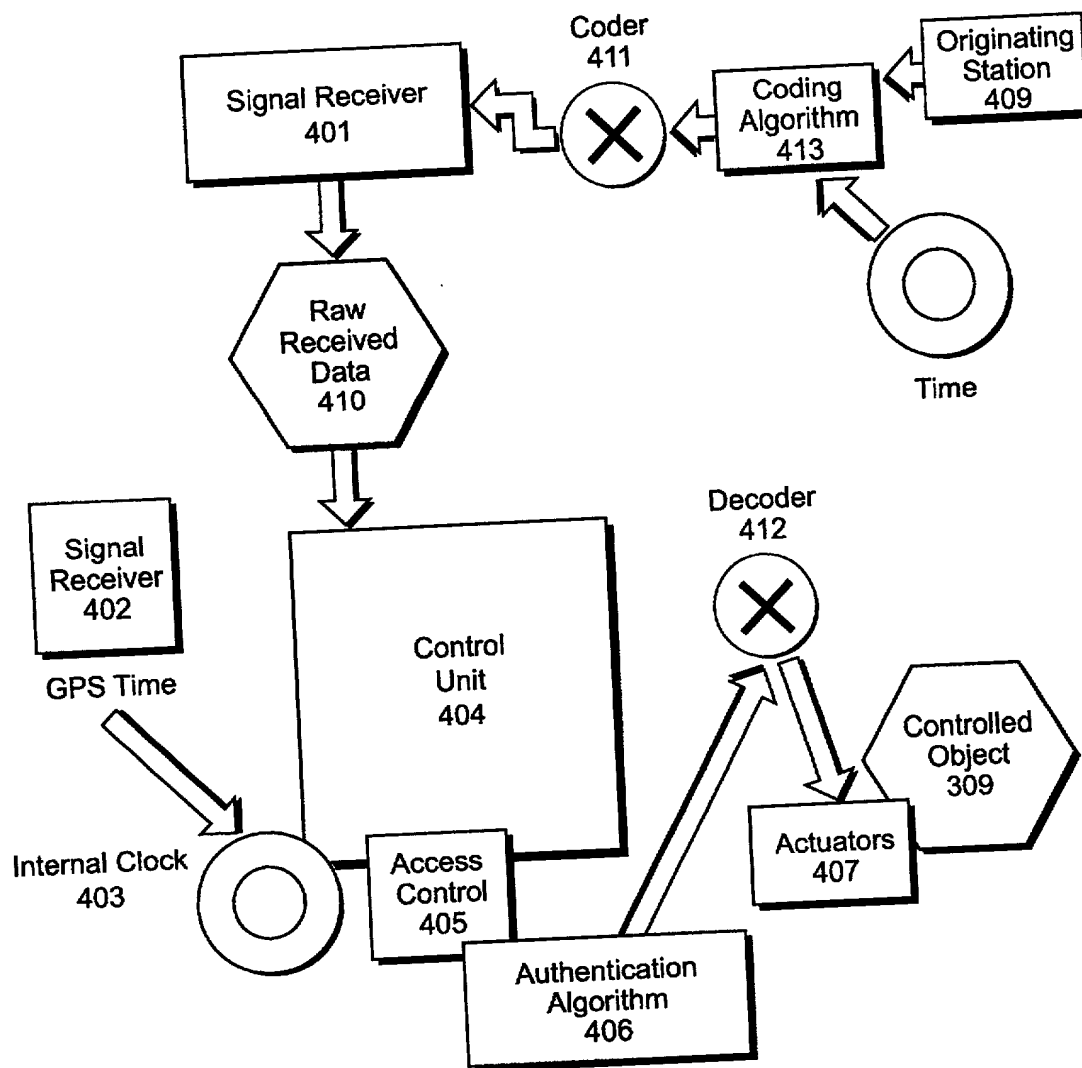 Coder
411
Originating
Station
409
Signal Receiver
401
Coding
Algorithm
413
Time
Raw
Received
Data
410
Signal
Receiver
402
GPS Time
Decoder
412
Control
Unit
404
Controlled
Object
309
Actuators
407
Internal Clock
403
Access
Control
405
Authentication
Algorithm
406